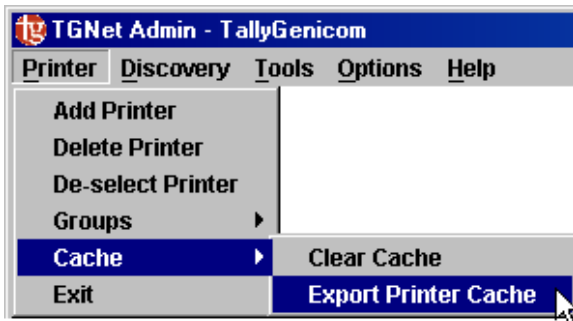 tg TGNet Admin - TallyGenicom
Printer Discovery Tools Options Help
Add Printer
Delete Printer
De-select Printer
Groups
Cache Clear Cache
Exit Export Printer Cache